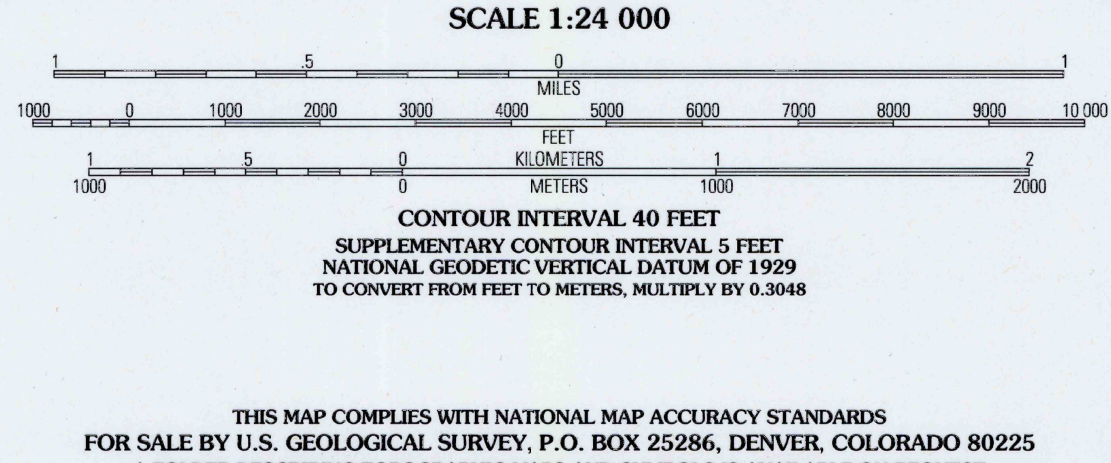 SCALE 1:24 000
1 .5 0 1
MILES
1000 0 1000 2000 3000 4000 5000 6000 7000 8000 9000 10 000
FEET
1 .5 0 KILOMETERS 1 2
1000 0 METERS 1000 2000
CONTOUR INTERVAL 40 FEET
SUPPLEMENTARY CONTOUR INTERVAL 5 FEET
NATIONAL GEODETIC VERTICAL DATUM OF 1929
TO CONVERT FROM FEET TO METERS, MULTIPLY BY 0.3048
THIS MAP COMPLIES WITH NATIONAL MAP ACCURACY STANDARDS
FOR SALE BY U.S. GEOLOGICAL SURVEY, P.O. BOX 25286, DENVER, COLORADO 80225